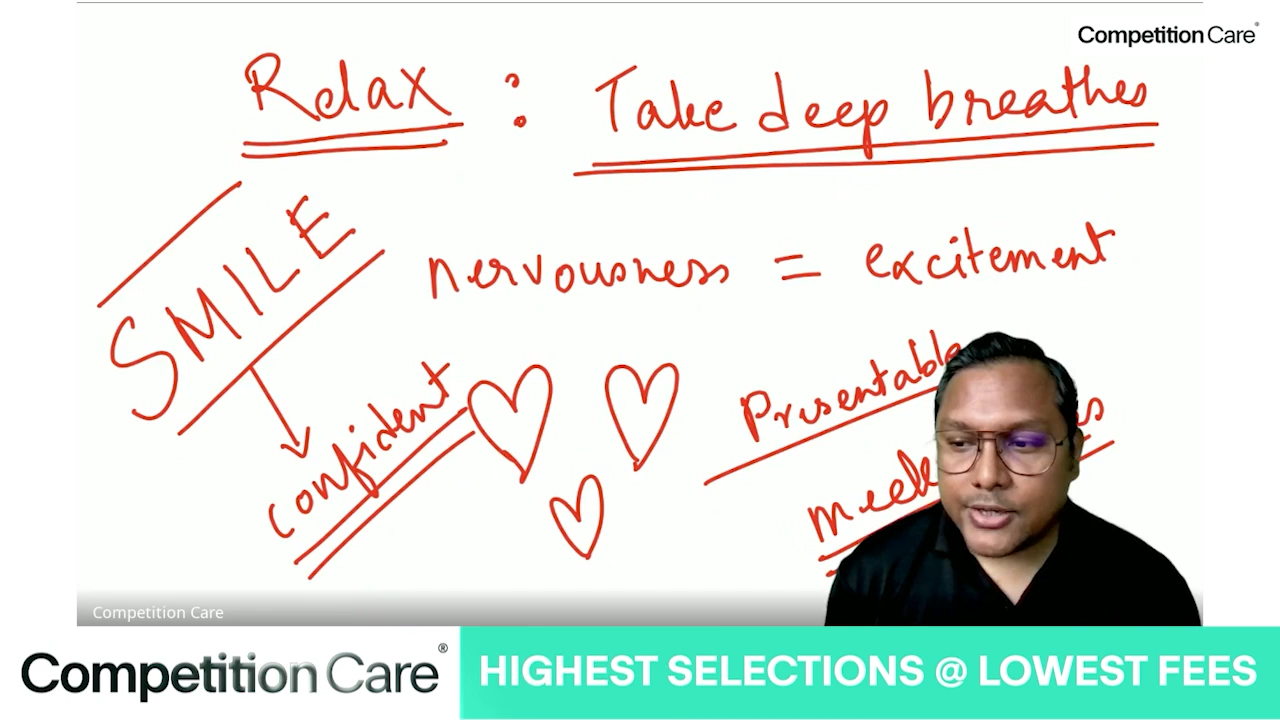 Competition Care®
Relax : Take deep breathes
SMILE
nervousness = excitement
confident
Presentable
Competition Care
Competition Care®
HIGHEST SELECTIONS @ LOWEST FEES